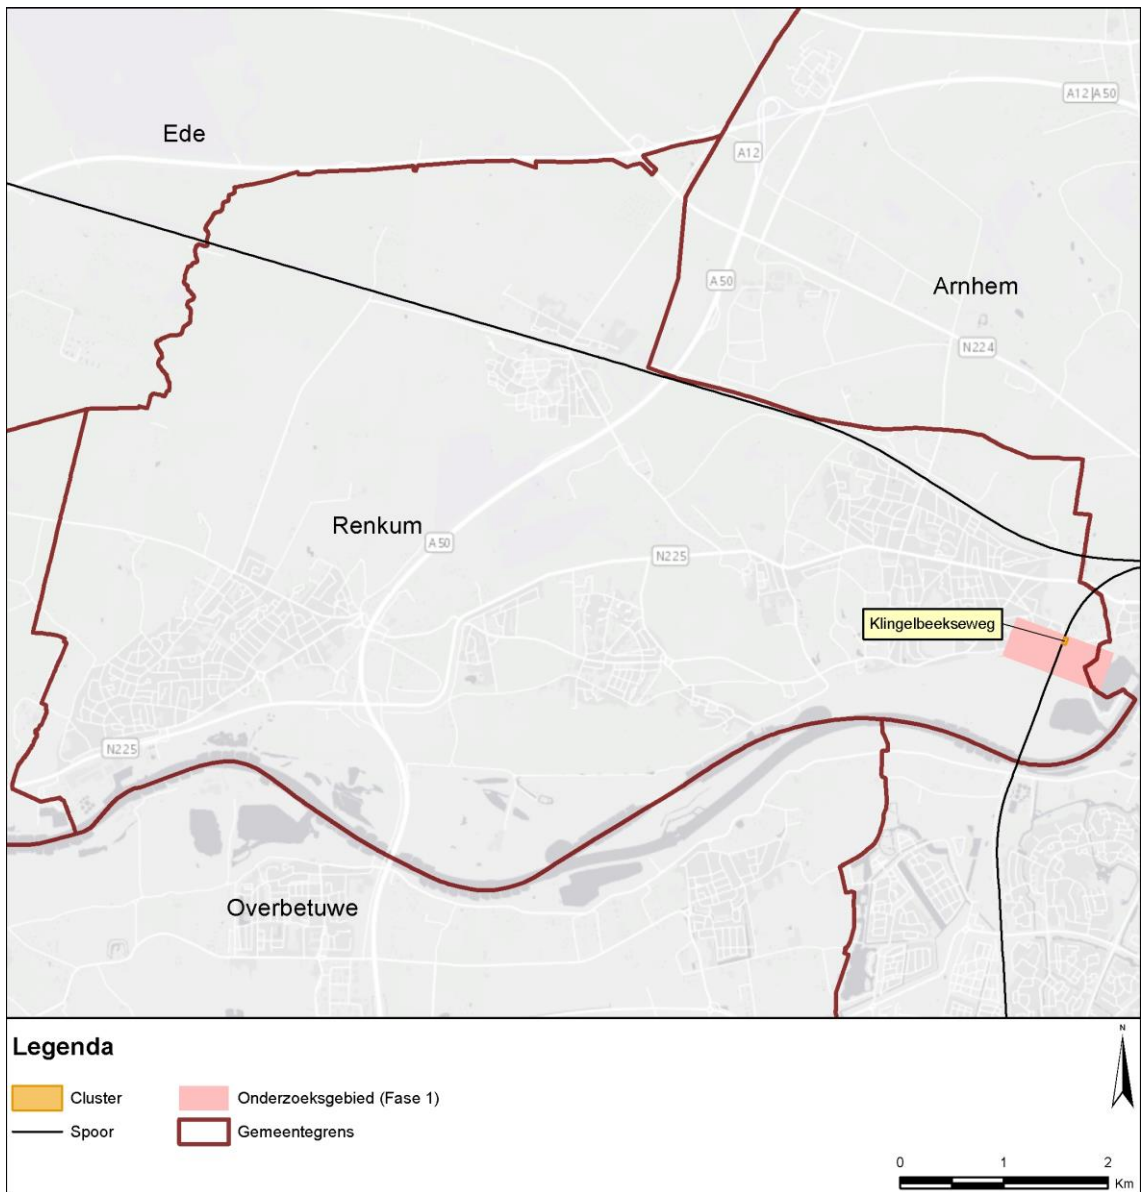 Ede
A12|A50
A12
A50
Arnhem
N224
Renkum
A50
N225
Klingelbeekseweg
N225
Overbetuwe
Legenda
N
Cluster
Onderzoeksgebied (Fase 1)
Spoor
Gemeentegrens
0 1 2
Km